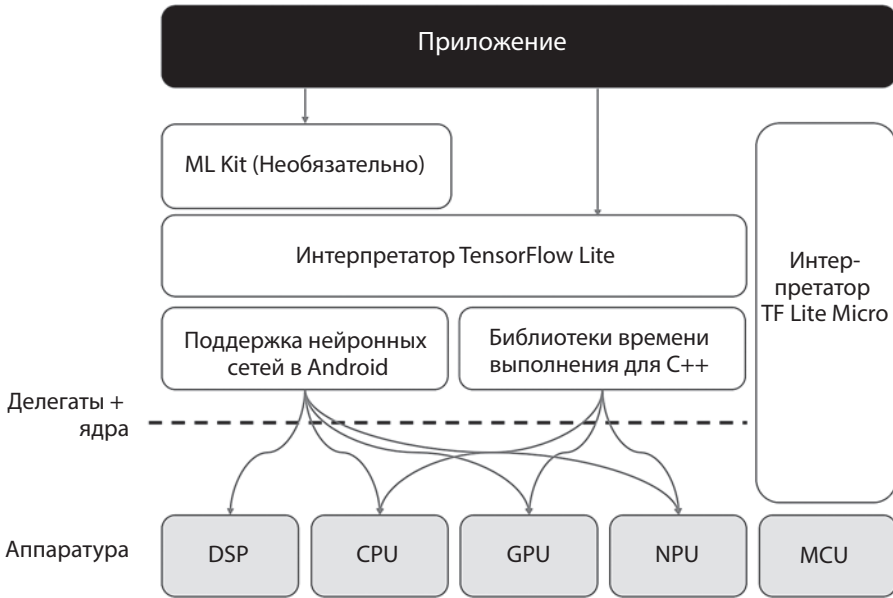 Приложение
ML Kit (Необязательно)
Интерпретатор TensorFlow Lite
Интер-
претатор
TF Lite Micro
Поддержка нейронных
сетей в Android
Библиотеки времени
выполнения для C++
Делегаты +
ядра
Аппаратура
DSP
CPU
GPU
NPU
MCU